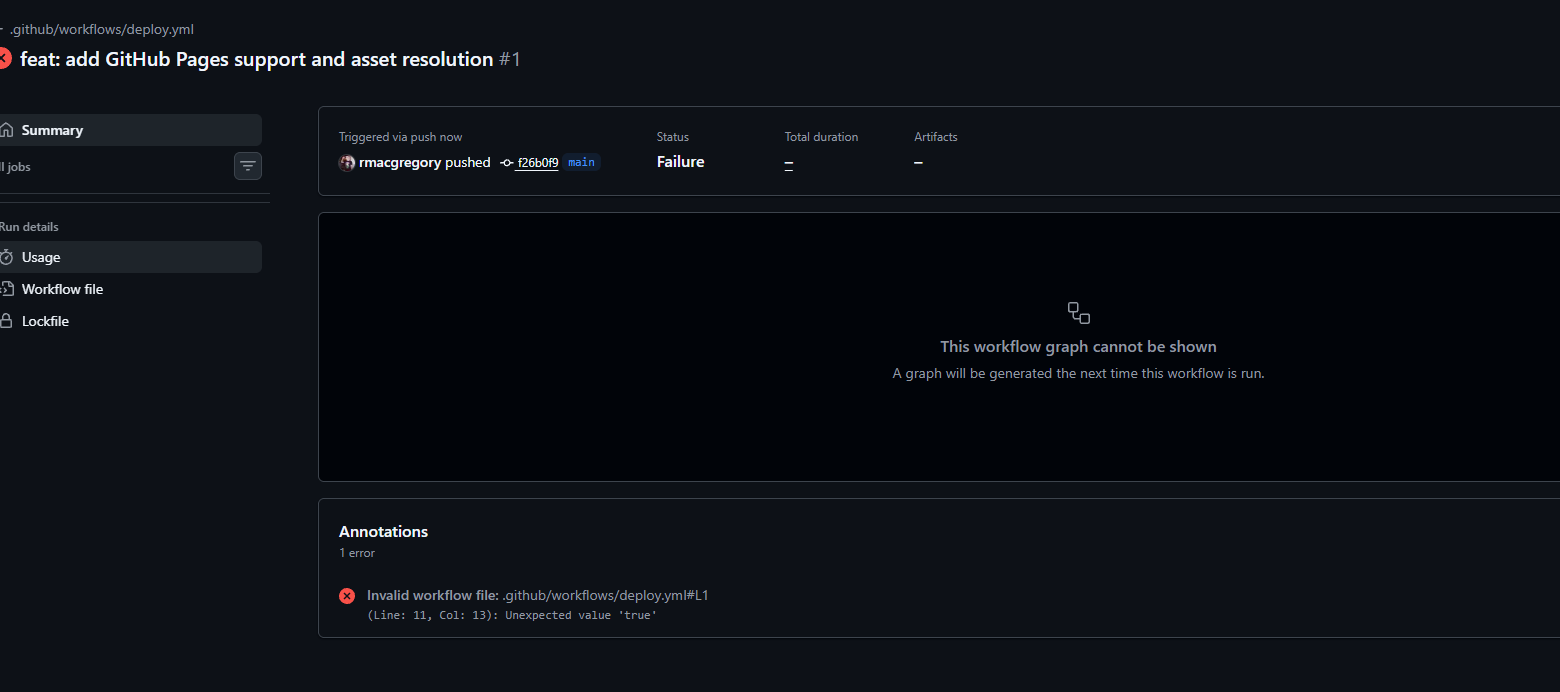 .github/workflows/deploy.yml
feat: add GitHub Pages support and asset resolution #1
Summary
jobs
Run details
Usage
Workflow file
Lockfile
Triggered via push now
rmacgregory pushed f26b0f9 main
Status
Failure
Total duration
–
Artifacts
–
This workflow graph cannot be shown
A graph will be generated the next time this workflow is run.
Annotations
1 error
Invalid workflow file: .github/workflows/deploy.yml#L1
(Line: 11, Col: 13): Unexpected value 'true'